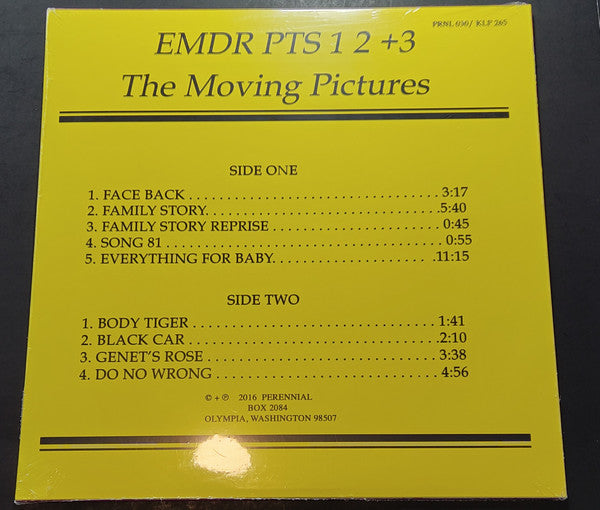 PRNL 050/ KLP 265
EMDR PTS 1 2 +3
The Moving Pictures
SIDE ONE
1. FACE BACK . . . . . . . . . . . . . . . . . . . . . . . . . . . . . . . . . . 3:17
2. FAMILY STORY. . . . . . . . . . . . . . . . . . . . . . . . . . . . . . . .5:40
3. FAMILY STORY REPRISE . . . . . . . . . . . . . . . . . . . . . . . 0:45
4. SONG 81 . . . . . . . . . . . . . . . . . . . . . . . . . . . . . . . . . . . . . 0:55
5. EVERYTHING FOR BABY. . . . . . . . . . . . . . . . . . . . . . .11:15
SIDE TWO
1. BODY TIGER . . . . . . . . . . . . . . . . . . . . . . . . . . . . . . . . . 1:41
2. BLACK CAR . . . . . . . . . . . . . . . . . . . . . . . . . . . . . . . . . .2:10
3. GENET'S ROSE . . . . . . . . . . . . . . . . . . . . . . . . . . . . . . . 3:38
4. DO NO WRONG . . . . . . . . . . . . . . . . . . . . . . . . . . . . . . 4:56
© + ℗ 2016 PERENNIAL
BOX 2084
OLYMPIA, WASHINGTON 98507